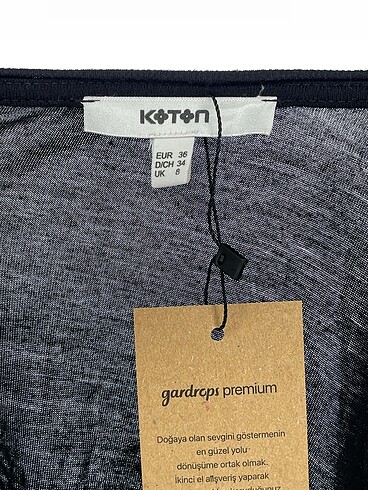 KOTON
EUR 36
D/CH 34
UK 8
gardrops premium
Doğaya olan sevgini göstermenin
en güzel yolu
dönüşüme ortak olmak.
İkinci el alışveriş yaparak